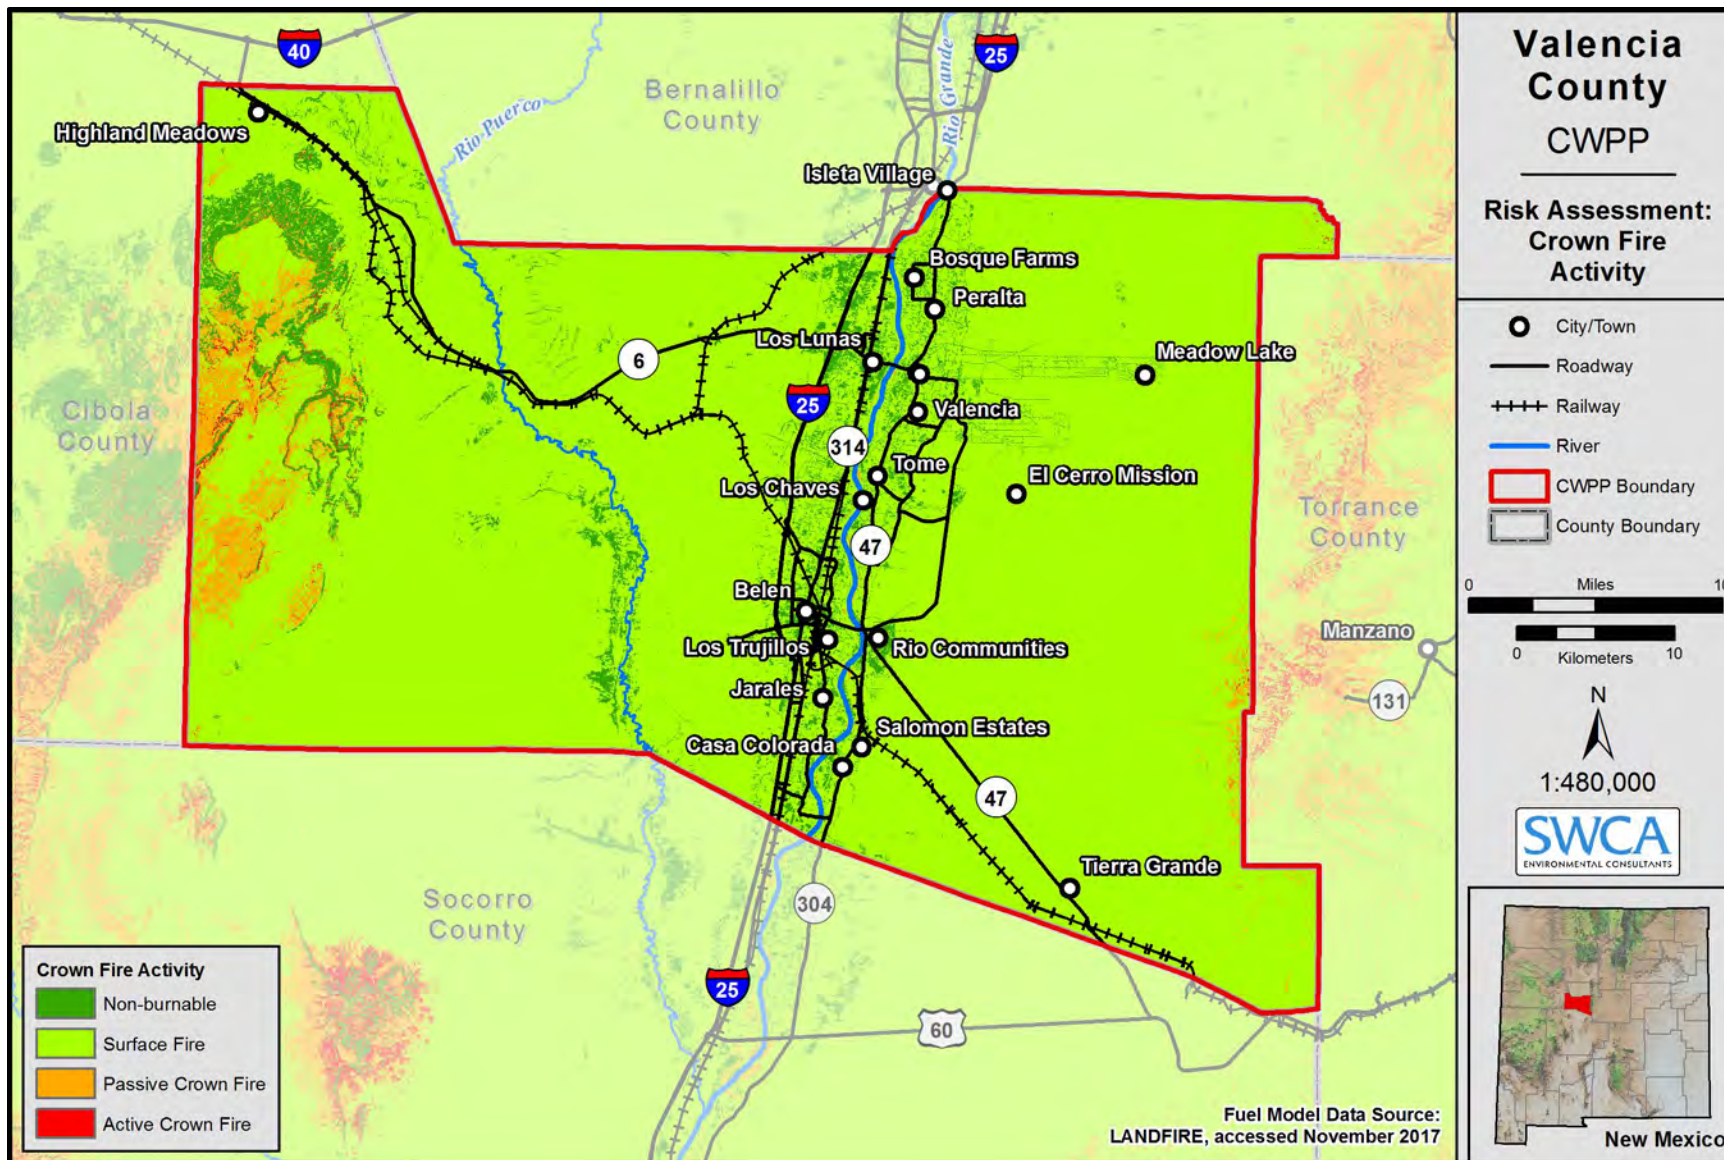 Valencia
County
CWPP
Risk Assessment:
Crown Fire
Activity
City/Town
Roadway
Railway
River
CWPP Boundary
County Boundary
0 Miles 10
0 Kilometers 10
N
1:480,000
SWCA
ENVIRONMENTAL CONSULTANTS
New Mexico
40
25
Bernalillo
County
Rio Puerco
Rio Grande
Highland Meadows
Isleta Village
Bosque Farms
Peralta
Los Lunas
Meadow Lake
6
25
Valencia
Cibola
County
314
Tome
El Cerro Mission
Los Chaves
Torrance
County
47
Belen
Los Trujillos
Rio Communities
Manzano
131
Jarales
Salomon Estates
Casa Colorada
47
Tierra Grande
Socorro
County
304
25
60
Crown Fire Activity
Non-burnable
Surface Fire
Passive Crown Fire
Active Crown Fire
Fuel Model Data Source:
LANDFIRE, accessed November 2017